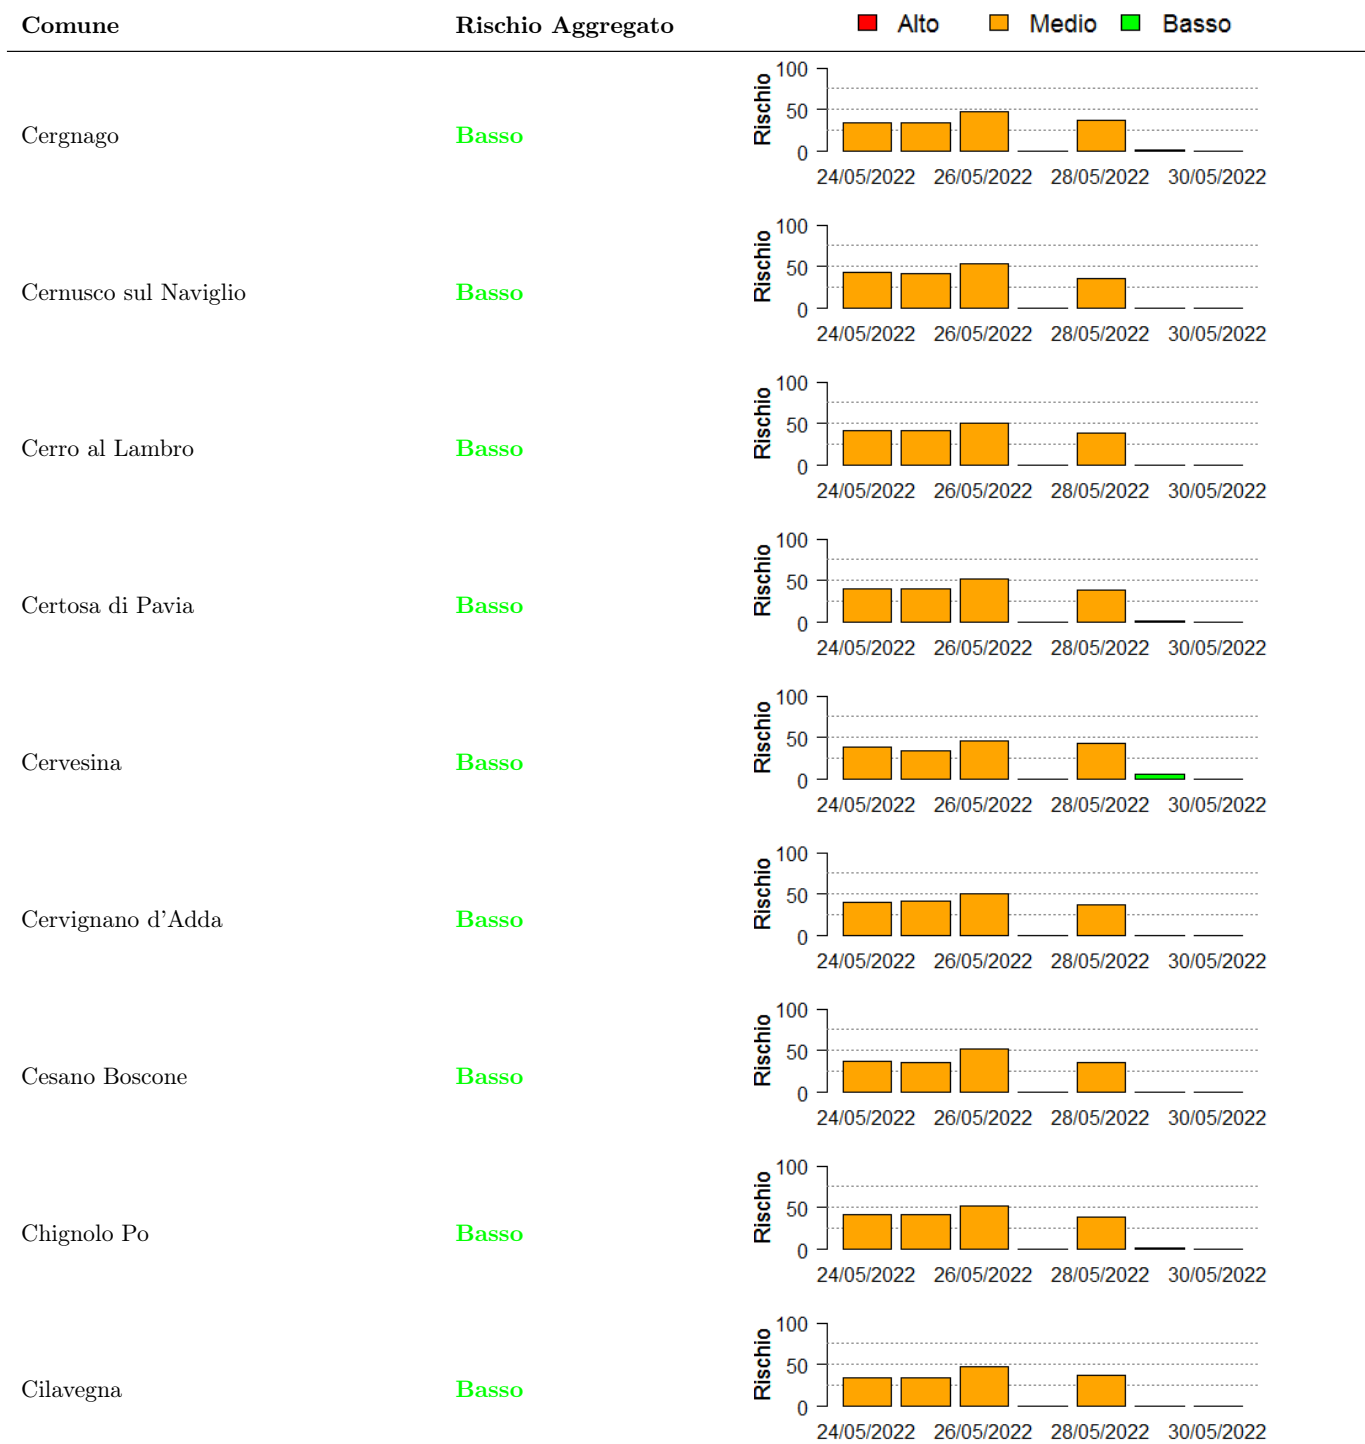 Comune Rischio Aggregato Alto Medio Basso
Cergnago Basso
Rischio
100
50
0
24/05/2022 26/05/2022 28/05/2022 30/05/2022
Cernusco sul Naviglio Basso
Rischio
100
50
0
24/05/2022 26/05/2022 28/05/2022 30/05/2022
Cerro al Lambro Basso
Rischio
100
50
0
24/05/2022 26/05/2022 28/05/2022 30/05/2022
Certosa di Pavia Basso
Rischio
100
50
0
24/05/2022 26/05/2022 28/05/2022 30/05/2022
Cervesina Basso
Rischio
100
50
0
24/05/2022 26/05/2022 28/05/2022 30/05/2022
Cervignano d'Adda Basso
Rischio
100
50
0
24/05/2022 26/05/2022 28/05/2022 30/05/2022
Cesano Boscone Basso
Rischio
100
50
0
24/05/2022 26/05/2022 28/05/2022 30/05/2022
Chignolo Po Basso
Rischio
100
50
0
24/05/2022 26/05/2022 28/05/2022 30/05/2022
Cilavegna Basso
Rischio
100
50
0
24/05/2022 26/05/2022 28/05/2022 30/05/2022